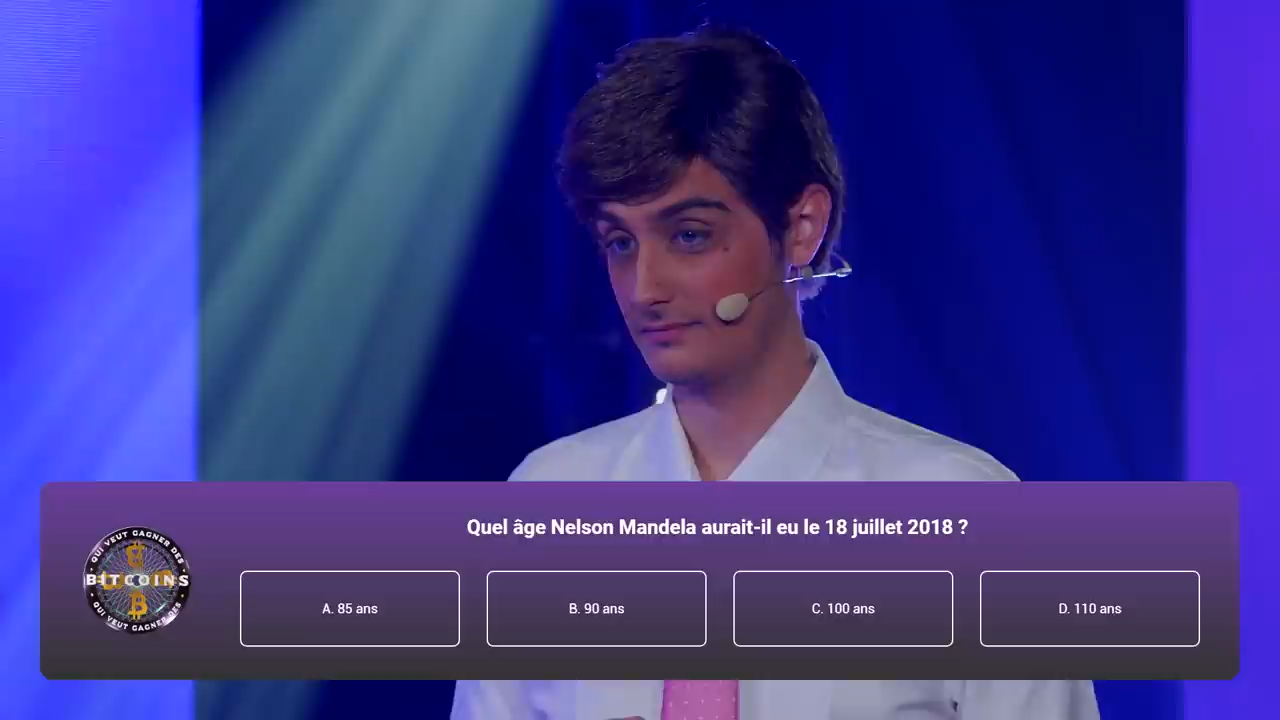 Quel âge Nelson Mandela aurait-il eu le 18 juillet 2018 ?
QUI VEUT GAGNER DES
BITCOINS
QUI VEUT GAGNER DES
A. 85 ans
B. 90 ans
C. 100 ans
D. 110 ans